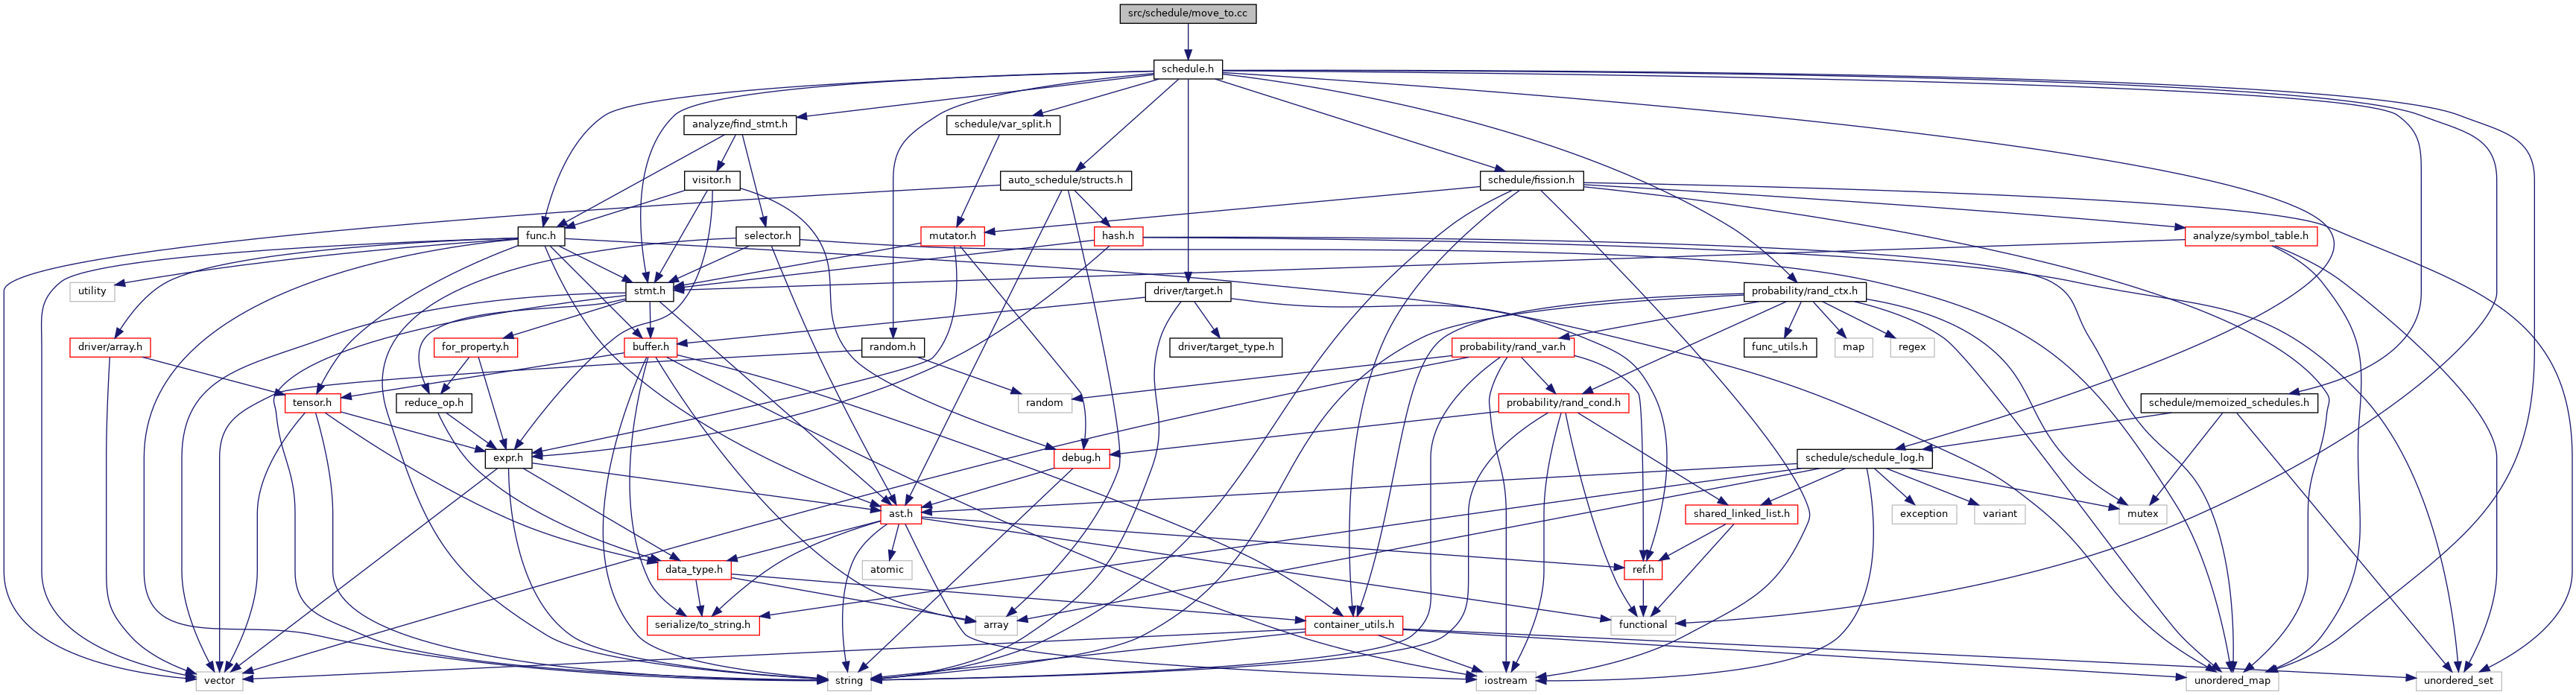 src/schedule/move_to.cc
schedule.h
analyze/find_stmt.h
schedule/var_split.h
visitor.h
auto_schedule/structs.h
schedule/fission.h
func.h
selector.h
mutator.h
hash.h
analyze/symbol_table.h
utility
stmt.h
driver/target.h
probability/rand_ctx.h
driver/array.h
for_property.h
buffer.h
random.h
driver/target_type.h
probability/rand_var.h
func_utils.h
map
regex
tensor.h
reduce_op.h
random
probability/rand_cond.h
schedule/memoized_schedules.h
expr.h
debug.h
schedule/schedule_log.h
ast.h
shared_linked_list.h
exception
variant
mutex
data_type.h
atomic
ref.h
serialize/to_string.h
array
container_utils.h
functional
vector
string
iostream
unordered_map
unordered_set